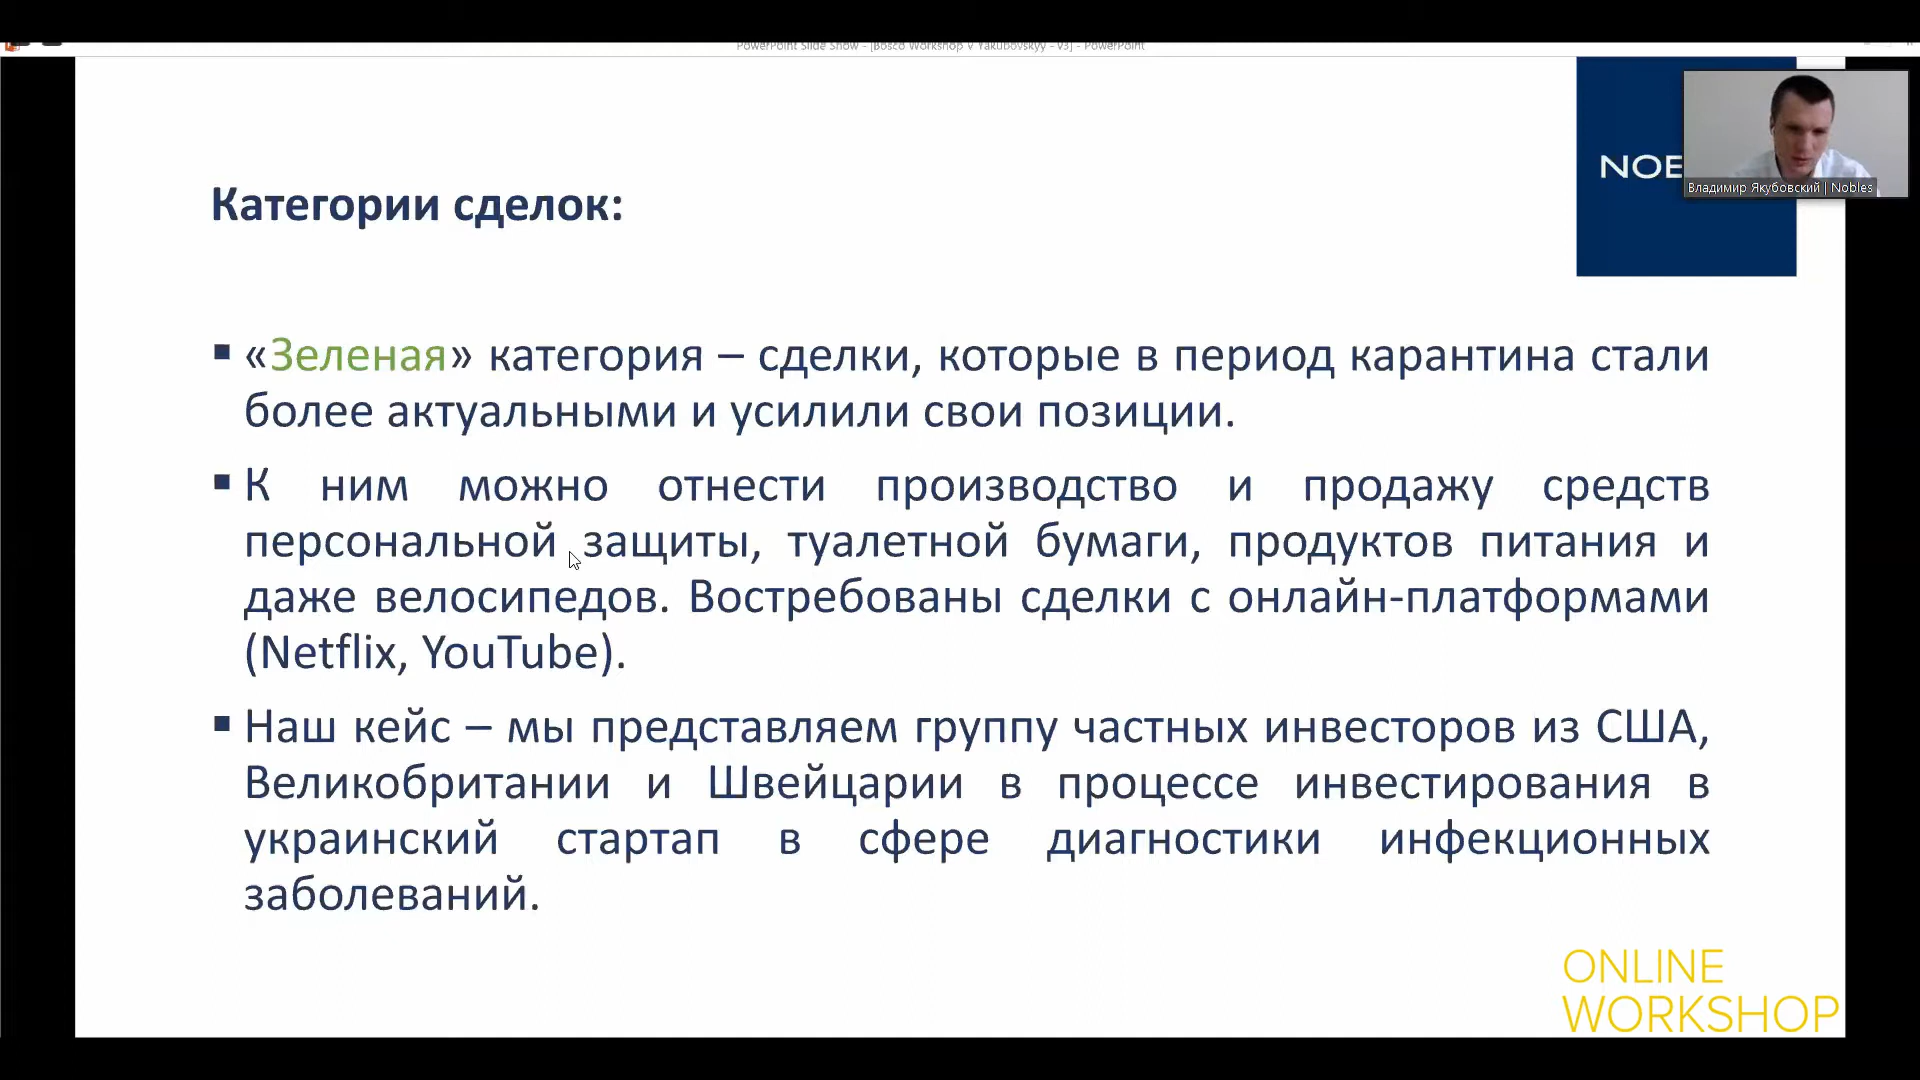 PowerPoint Slide Show - [Bosco Workshop V Yakubovskyy - v3] - PowerPoint
NOB
Владимир Якубовский | Nobles
Категории сделок:
«Зеленая» категория – сделки, которые в период карантина стали
более актуальными и усилили свои позиции.
К ним можно отнести производство и продажу средств
персональной защиты, туалетной бумаги, продуктов питания и
даже велосипедов. Востребованы сделки с онлайн-платформами
(Netflix, YouTube).
Наш кейс – мы представляем группу частных инвесторов из США,
Великобритании и Швейцарии в процессе инвестирования в
украинский стартап в сфере диагностики инфекционных
заболеваний.
ONLINE
WORKSHOP